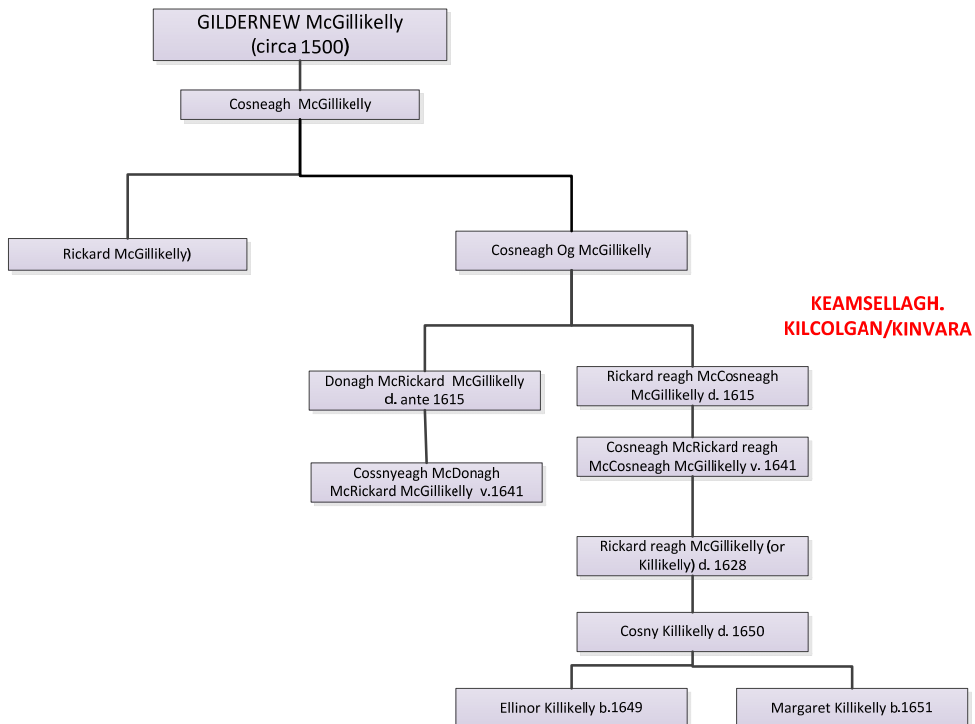 GILDERNEW McGillikelly
(circa 1500)
Cosneagh McGillikelly
Rickard McGillikelly)
Cosneagh Og McGillikelly
KEAMSELLAGH.
KILCOLGAN/KINVARA
Donagh McRickard McGillikelly
d. ante 1615
Rickard reagh McCosneagh
McGillikelly d. 1615
Cosneagh McRickard reagh
McCosneagh McGillikelly v. 1641
Cossnyeagh McDonagh
McRickard McGillikelly v.1641
Rickard reagh McGilikelly (or
Killikelly) d. 1628
Cosny Killikelly d. 1650
Ellinor Killikelly b.1649
Margaret Killikelly b.1651